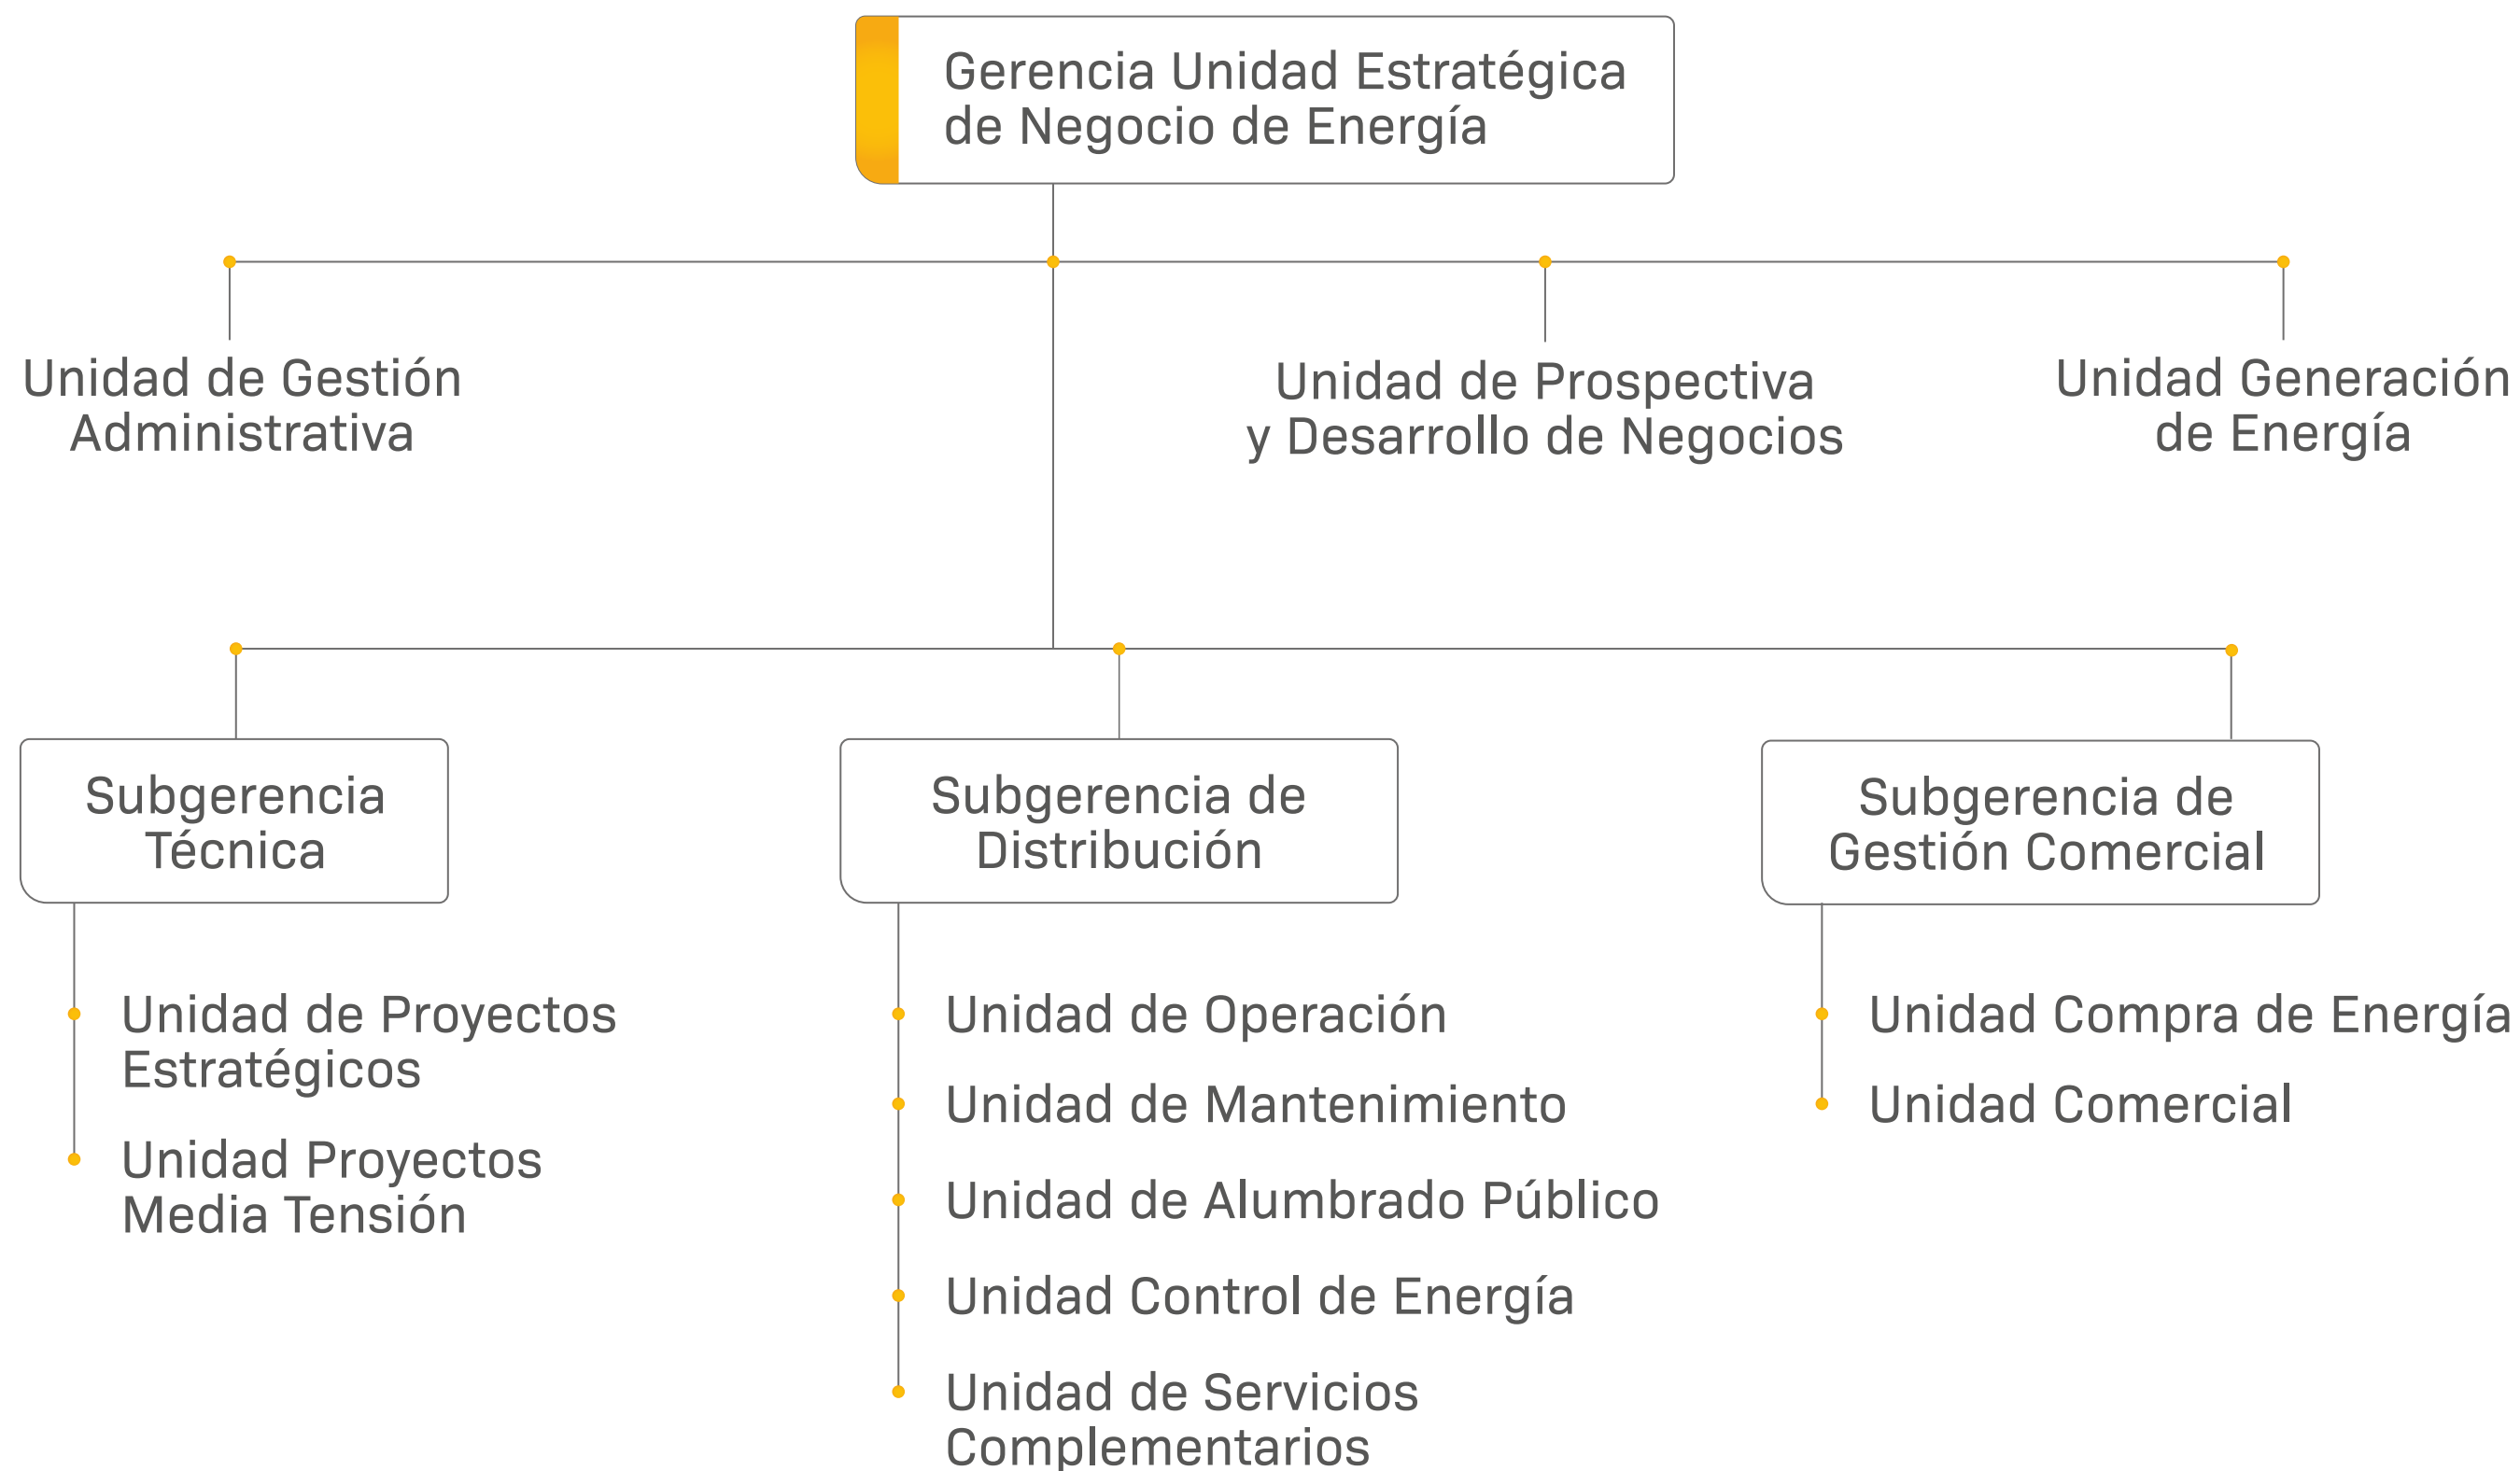 Gerencia Unidad Estratégica
de Negocio de Energía
Unidad de Gestión
Administrativa
Unidad de Prospectiva
y Desarrollo de Negocios
Unidad Generación
de Energía
Subgerencia
Técnica
Unidad de Proyectos
Estratégicos
Unidad Proyectos
Media Tensión
Subgerencia de
Distribución
Unidad de Operación
Unidad de Mantenimiento
Unidad de Alumbrado Público
Unidad Control de Energía
Unidad de Servicios
Complementarios
Subgerencia de
Gestión Comercial
Unidad Compra de Energía
Unidad Comercial